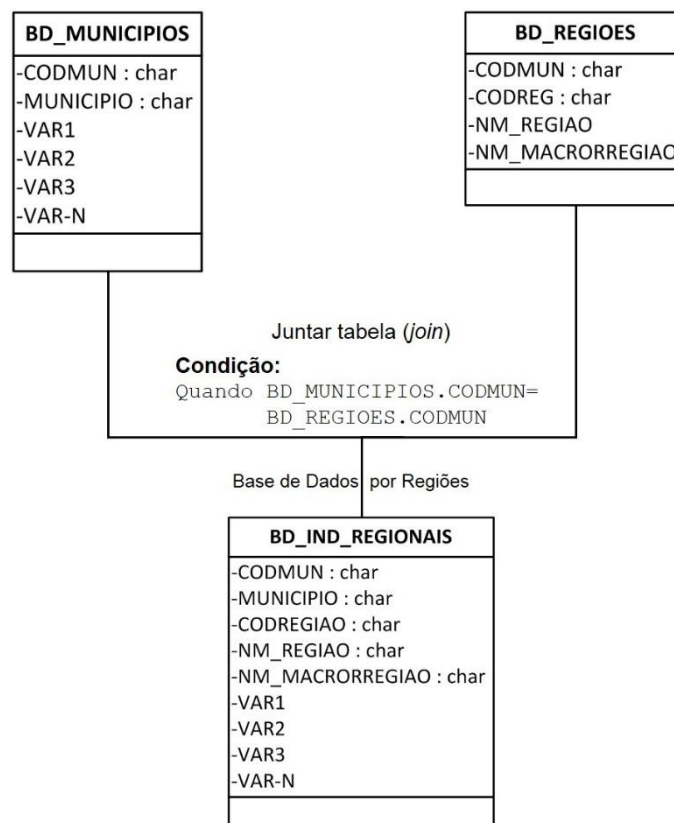 BD_MUNICIPIOS
-CODMUN : char
-MUNICIPIO : char
-VAR1
-VAR2
-VAR3
-VAR-N
BD_REGIOES
-CODMUN : char
-CODREG : char
-NM_REGIAO
-NM_MACRORREGIAO
Juntar tabela (join)
Condição:
Quando BD_MUNICIPIOS.CODMUN=
BD_REGIOES.CODMUN
Base de Dados por Regiões
BD_IND_REGIONAIS
-CODMUN : char
-MUNICIPIO : char
-CODREGIAO : char
-NM_REGIAO : char
-NM_MACRORREGIAO : char
-VAR1
-VAR2
-VAR3
-VAR-N